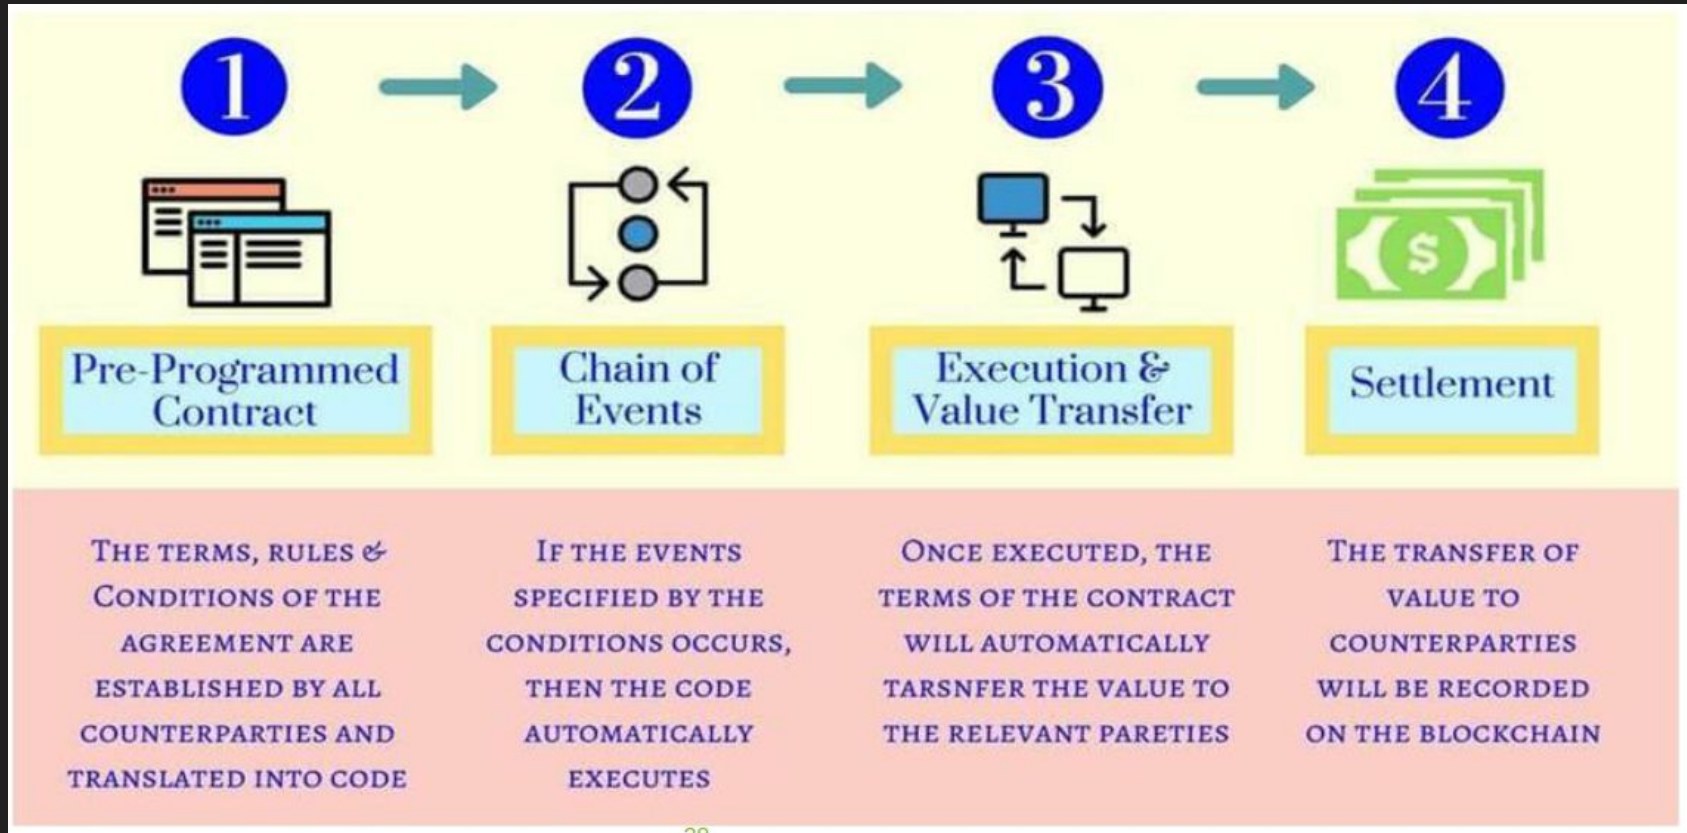 1
2
3
4
Pre-Programmed
Contract
Chain of
Events
Execution &
Value Transfer
$
Settlement
THE TERMS, RULES &
CONDITIONS OF THE
AGREEMENT ARE
ESTABLISHED BY ALL
COUNTERPARTIES AND
TRANSLATED INTO CODE
IF THE EVENTS
SPECIFIED BY THE
CONDITIONS OCCURS,
THEN THE CODE
AUTOMATICALLY
EXECUTES
ONCE EXECUTED, THE
TERMS OF THE CONTRACT
WILL AUTOMATICALLY
TARSNFER THE VALUE TO
THE RELEVANT PARETIES
THE TRANSFER OF
VALUE TO
COUNTERPARTIES
WILL BE RECORDED
ON THE BLOCKCHAIN